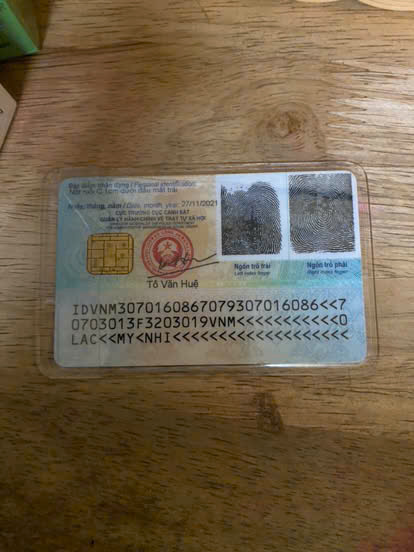 Đặc điểm nhận dạng / Personal identification:
Nốt ruồi C.1cm dưới đầu mắt trái
Ngày, tháng, năm / Date, month, year: 27/11/2021
CỤC TRƯỞNG CỤC CẢNH SÁT
QUẢN LÝ HÀNH CHÍNH VỀ TRẬT TỰ XÃ HỘI
Tô Văn Huệ
Ngón trỏ trái
Left index finger
Ngón trỏ phải
Right index finger
IDVNM3070160867079307016086<<7
0703013F3203019VNM<<<<<<<<<<<0
LAC<<MY<NHI<<<<<<<<<<<<<<<<<<<